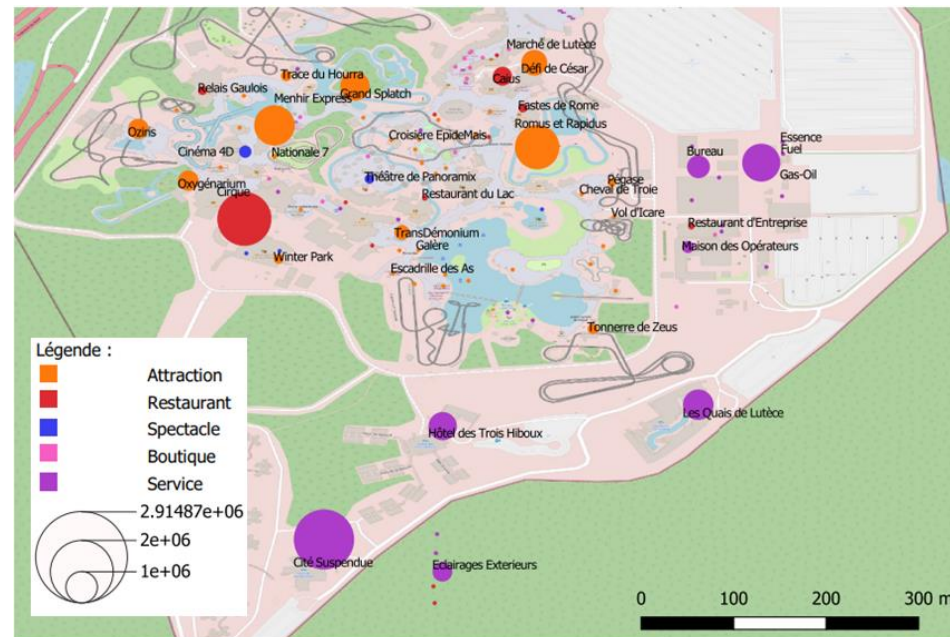 Marché de Lutèce
Défi de César
Caius
Trace du Hourra
Relais Gaulois
Grand Splatch
Menhir Express
Fastes de Rome
Romus et Rapidus
Oziris
Croisière EpideMais
Cinéma 4D
Nationale 7
Essence
Fuel
Bureau
Gas-Oil
Oxygénarium
Cirque
Théâtre de Panoramix
Pégase
Cheval de Troie
Restaurant du Lac
Vol d'Icare
Restaurant d'Entreprise
TransDémonium
Galère
Maison des Opérateurs
Winter Park
Escadrille des As
Tonnerre de Zeus
Les Quais de Lutèce
Hôtel des Trois Hiboux
Cité Suspendue
Eclairages Exterieurs
Légende :
Attraction
Restaurant
Spectacle
Boutique
Service
2.91487e+06
2e+06
1e+06
0 100 200 300 m